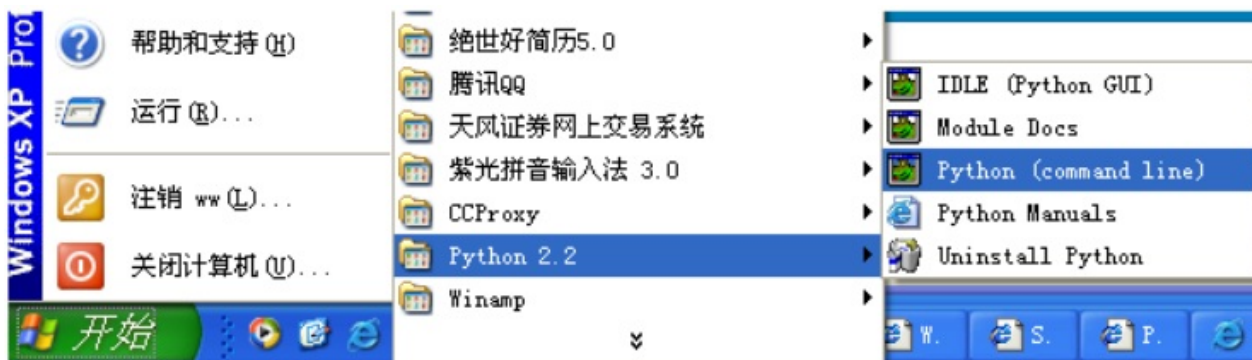 Windows XP Prof
帮助和支持(H)
运行(R)...
注销 ww(L)...
关闭计算机(U)...
开始
绝世好简历5.0
腾讯QQ
天风证券网上交易系统
紫光拼音输入法 3.0
CCProxy
Python 2.2
Winamp
IDLE (Python GUI)
Module Docs
Python (command line)
Python Manuals
Uninstall Python
W.
S.
P.